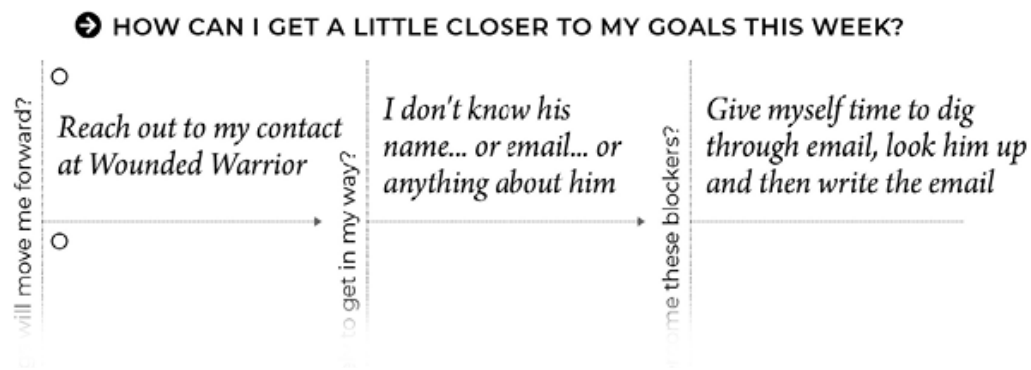 HOW CAN I GET A LITTLE CLOSER TO MY GOALS THIS WEEK?
will move me forward?
Reach out to my contact
at Wounded Warrior
to get in my way?
I don't know his
name... or email... or
anything about him
these blockers?
Give myself time to dig
through email, look him up
and then write the email